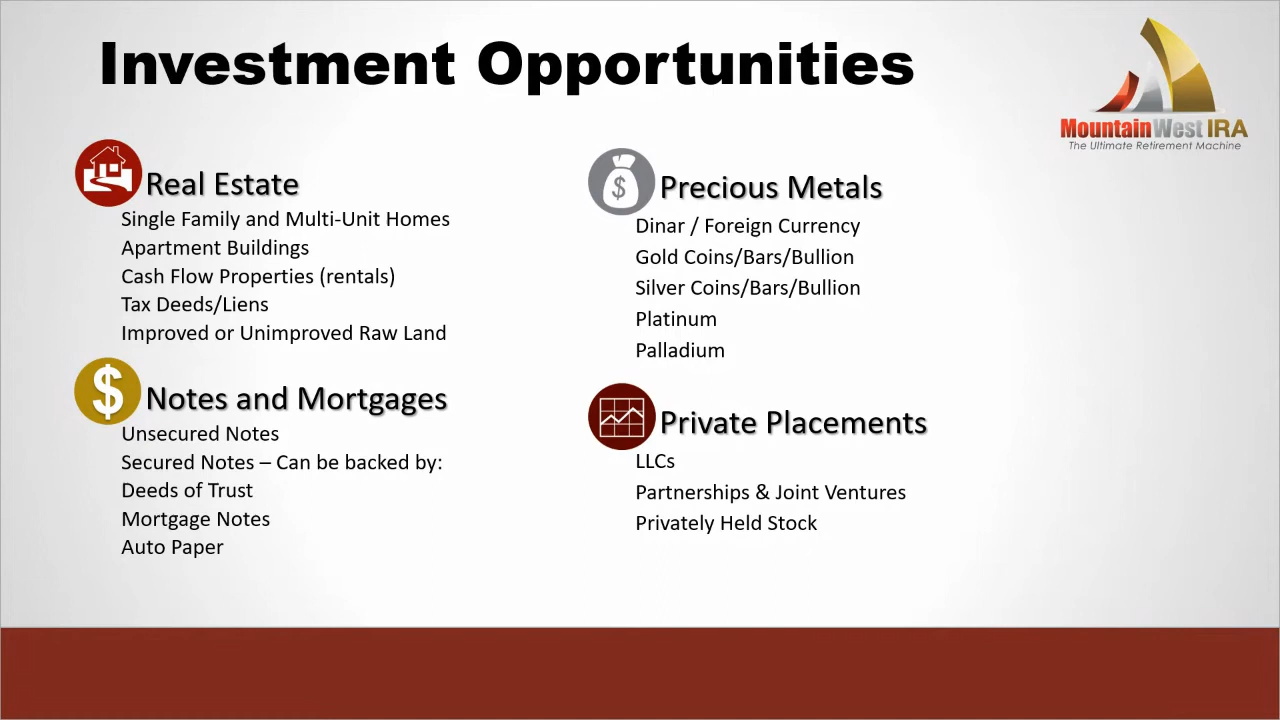 Investment Opportunities
MountainWest IRA
The Ultimate Retirement Machine
Real Estate
Single Family and Multi-Unit Homes
Apartment Buildings
Cash Flow Properties (rentals)
Tax Deeds/Liens
Improved or Unimproved Raw Land
$
Notes and Mortgages
Unsecured Notes
Secured Notes – Can be backed by:
Deeds of Trust
Mortgage Notes
Auto Paper
$
Precious Metals
Dinar / Foreign Currency
Gold Coins/Bars/Bullion
Silver Coins/Bars/Bullion
Platinum
Palladium
Private Placements
LLCs
Partnerships & Joint Ventures
Privately Held Stock